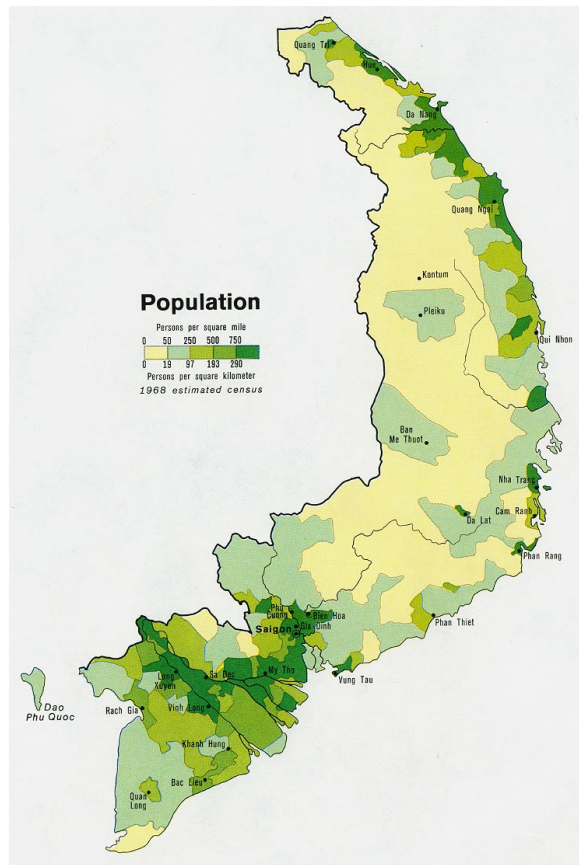 Quang Tri
Hue
Da Nang
Quang Ngai
Kontum
Population
Persons per square mile
0 50 250 500 750
0 19 97 193 290
Persons per square kilometer
1968 estimated census
Pleiku
Qui Nhon
Ban
Me Thuot
Nha Trang
Cam Ranh
Da Lat
Phan Rang
Phan Thiet
Phu
Cuong
Bien Hoa
Gia Dinh
Saigon
My Tho
Vung Tau
Long
Xuyen
Sa Dec
Dao
Phu Quoc
Rach Gia
Vinh Long
Khanh Hung
Bac Lieu
Quan
Long